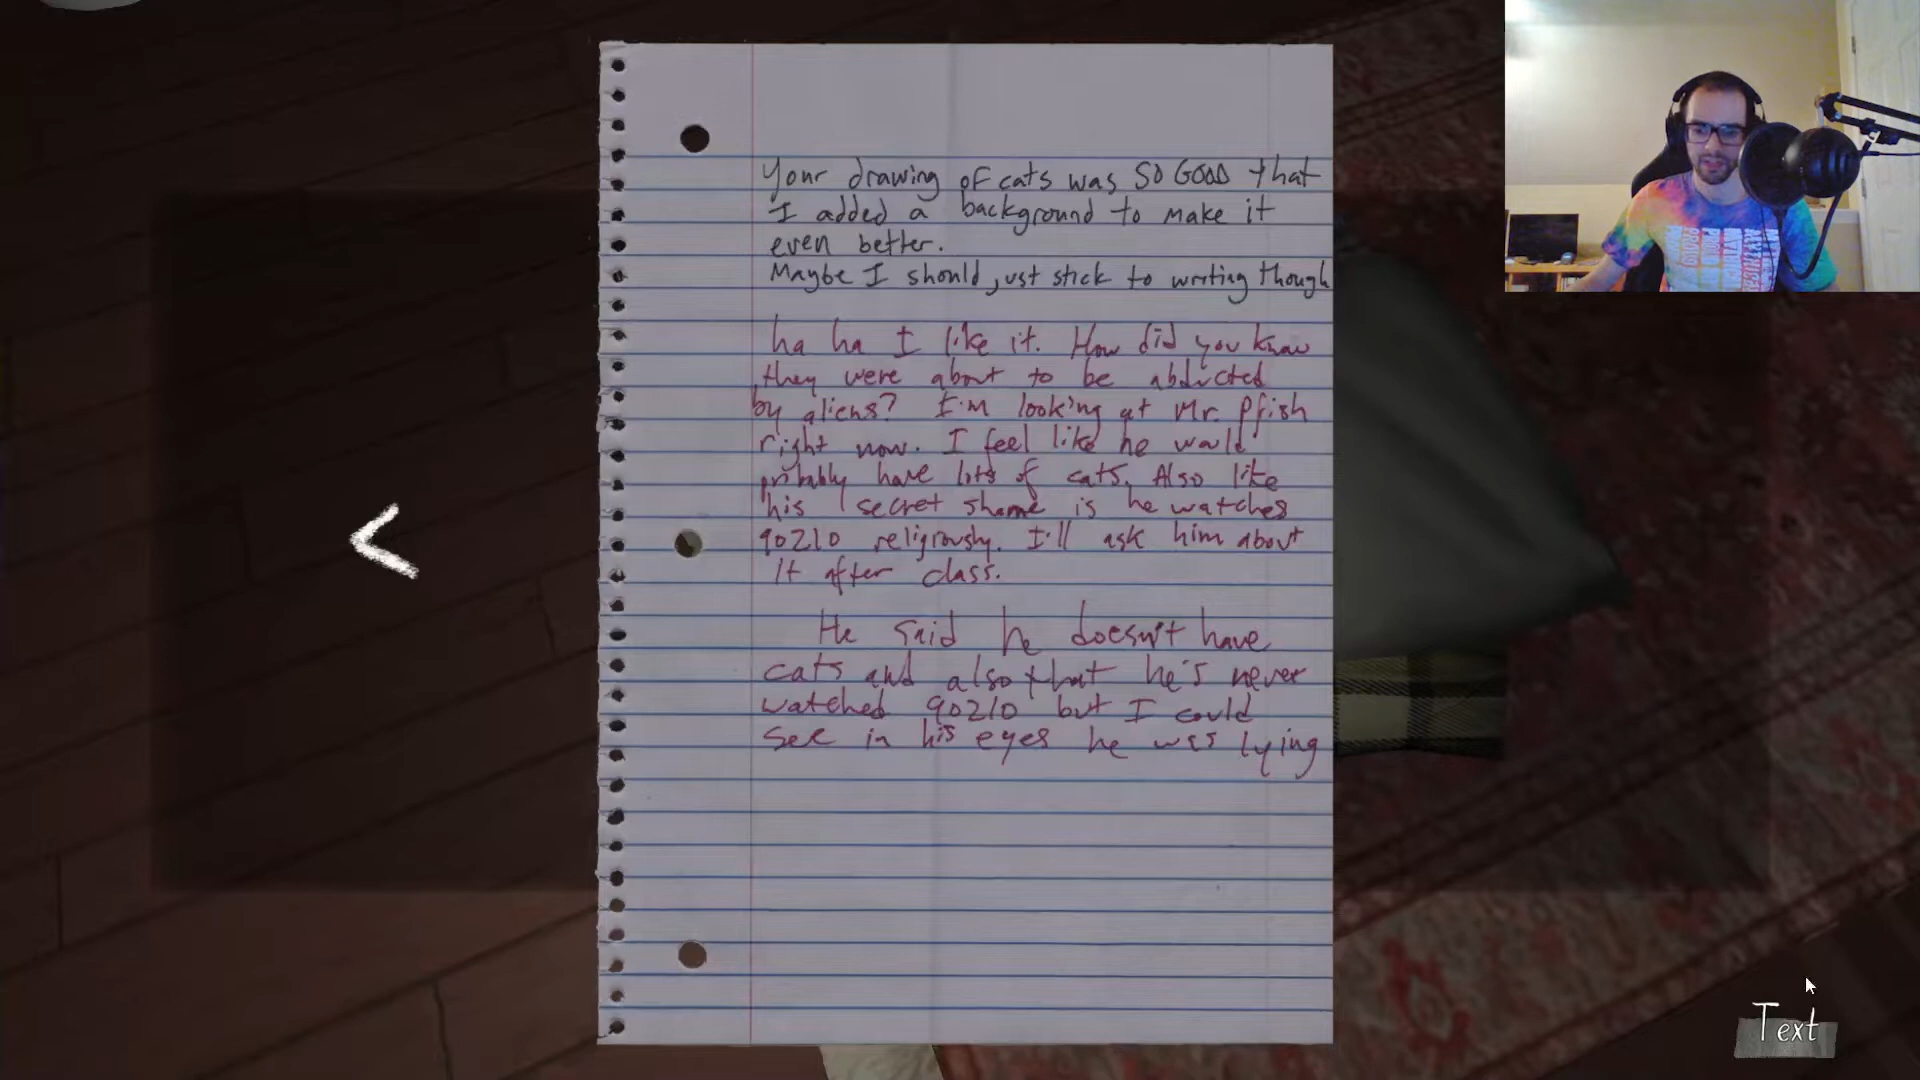 Your drawing of cats was SO GOOD that
I added a background to make it
even better.
Maybe I should just stick to writing though
ha ha I like it. How did you know
they were about to be abducted
by aliens? I'm looking at Mr. Pfish
right now. I feel like he would
probably have lots of cats. Also like
his secret shame is he watches
90210 religiously. I'll ask him about
it after class.
He said he doesn't have
cats and also that he's never
watched 90210 but I could
see in his eyes he was lying
Text